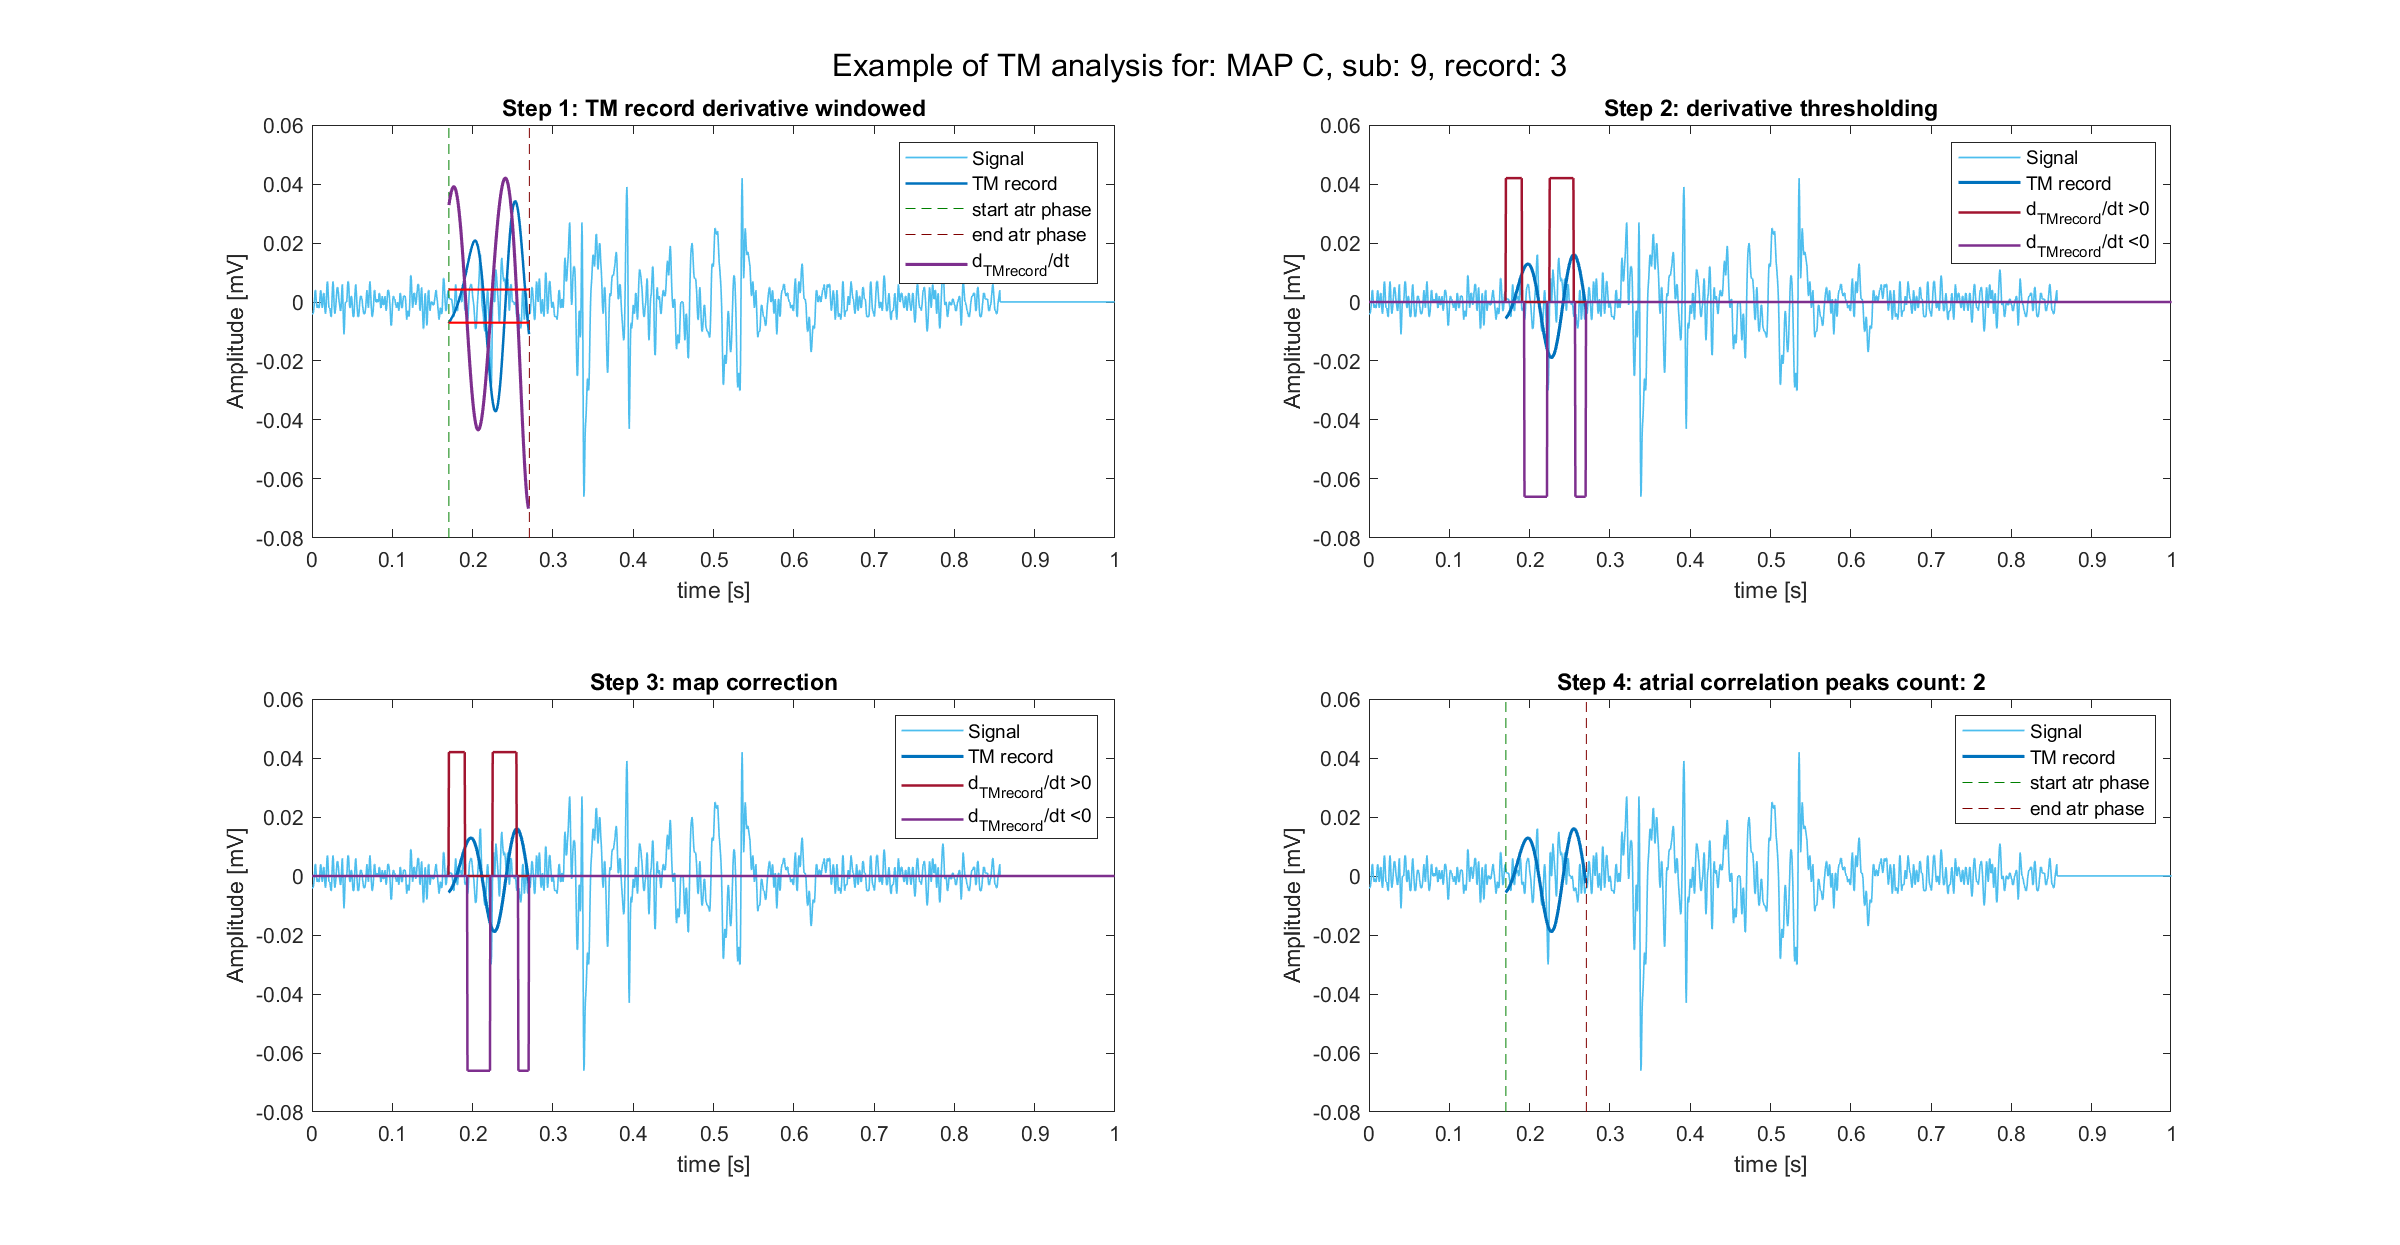 Example of TM analysis for: MAP C, sub: 9, record: 3
Step 1: TM record derivative windowed
0.06
0.04
0.02
0
-0.02
-0.04
-0.06
-0.08
Amplitude [mV]
0 0.1 0.2 0.3 0.4 0.5 0.6 0.7 0.8 0.9 1
time [s]
Signal
TM record
start atr phase
end atr phase
dTMrecord/dt
Step 2: derivative thresholding
0.06
0.04
0.02
0
-0.02
-0.04
-0.06
-0.08
Amplitude [mV]
0 0.1 0.2 0.3 0.4 0.5 0.6 0.7 0.8 0.9 1
time [s]
Signal
TM record
dTMrecord/dt >0
dTMrecord/dt <0
Step 3: map correction
0.06
0.04
0.02
0
-0.02
-0.04
-0.06
-0.08
Amplitude [mV]
0 0.1 0.2 0.3 0.4 0.5 0.6 0.7 0.8 0.9 1
time [s]
Signal
TM record
dTMrecord/dt >0
dTMrecord/dt <0
Step 4: atrial correlation peaks count: 2
0.06
0.04
0.02
0
-0.02
-0.04
-0.06
-0.08
Amplitude [mV]
0 0.1 0.2 0.3 0.4 0.5 0.6 0.7 0.8 0.9 1
time [s]
Signal
TM record
start atr phase
end atr phase